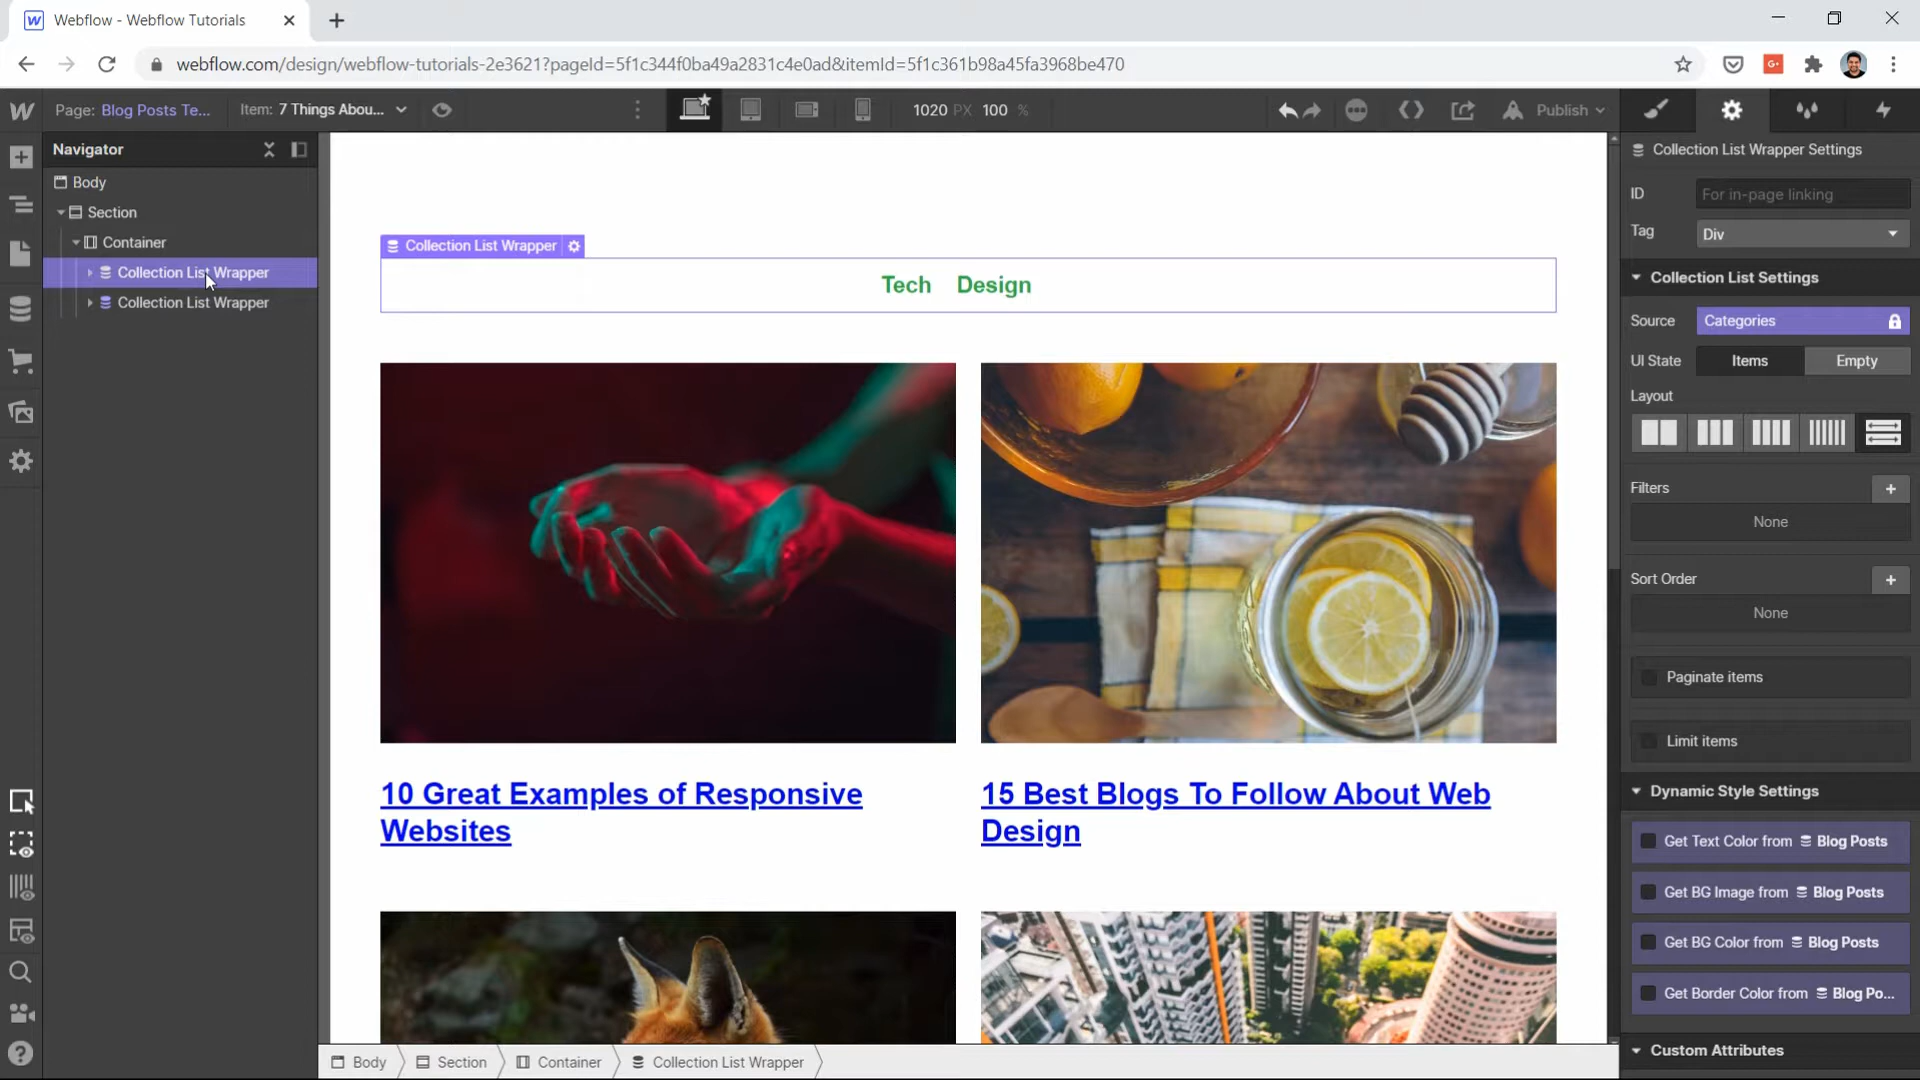 Webflow - Webflow Tutorials
webflow.com/design/webflow-tutorials-2e3621?pageId=5f1c344f0ba49a2831c4e0ad&itemId=5f1c361b98a45fa3968be470
Page: Blog Posts Te... Item: 7 Things Abou... 1020 PX 100 % Publish
Navigator
Body
Section
Container
Collection List Wrapper
Collection List Wrapper
Collection List Wrapper
Tech Design
10 Great Examples of Responsive
Websites
15 Best Blogs To Follow About Web
Design
Body Section Container Collection List Wrapper
Collection List Wrapper Settings
ID For in-page linking
Tag Div
Collection List Settings
Source Categories
UI State Items Empty
Layout
Filters +
None
Sort Order +
None
Paginate items
Limit items
Dynamic Style Settings
Get Text Color from Blog Posts
Get BG Image from Blog Posts
Get BG Color from Blog Posts
Get Border Color from Blog Po...
Custom Attributes